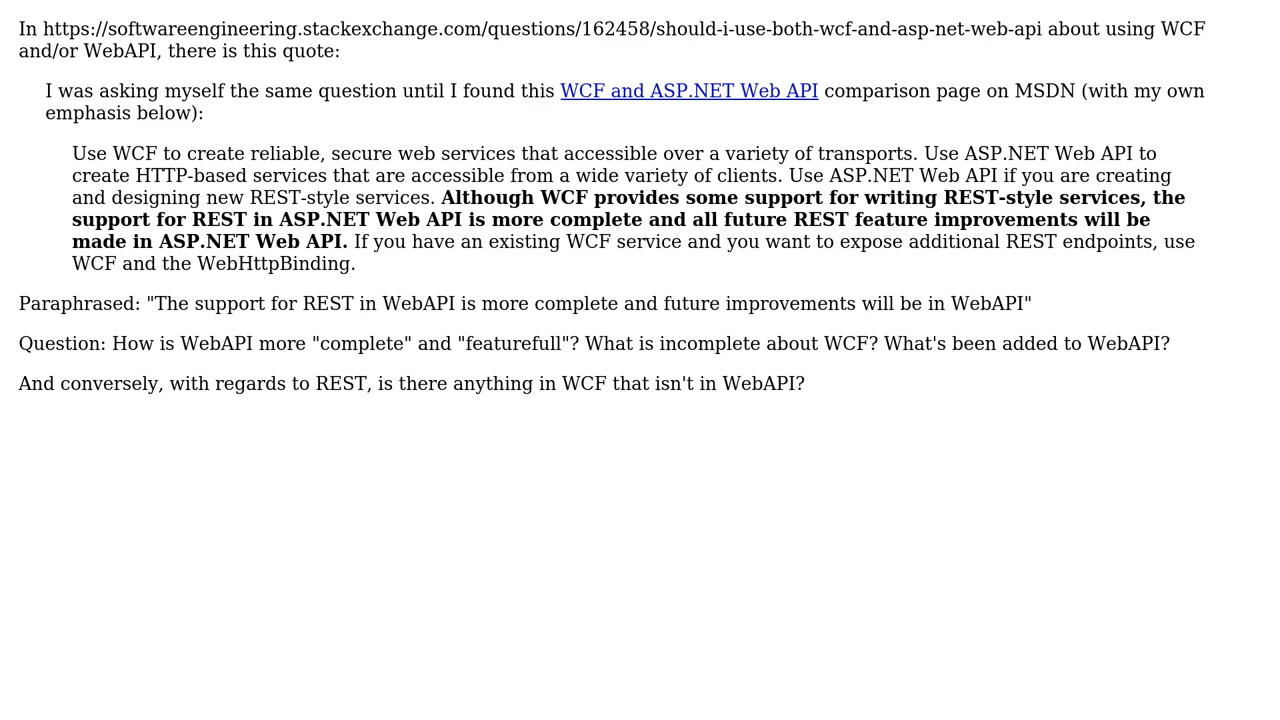 In https://softwareengineering.stackexchange.com/questions/162458/should-i-use-both-wcf-and-asp-net-web-api about using WCF
and/or WebAPI, there is this quote:
I was asking myself the same question until I found this WCF and ASP.NET Web API comparison page on MSDN (with my own
emphasis below):
Use WCF to create reliable, secure web services that accessible over a variety of transports. Use ASP.NET Web API to
create HTTP-based services that are accessible from a wide variety of clients. Use ASP.NET Web API if you are creating
and designing new REST-style services. Although WCF provides some support for writing REST-style services, the
support for REST in ASP.NET Web API is more complete and all future REST feature improvements will be
made in ASP.NET Web API. If you have an existing WCF service and you want to expose additional REST endpoints, use
WCF and the WebHttpBinding.
Paraphrased: "The support for REST in WebAPI is more complete and future improvements will be in WebAPI"
Question: How is WebAPI more "complete" and "featurefull"? What is incomplete about WCF? What's been added to WebAPI?
And conversely, with regards to REST, is there anything in WCF that isn't in WebAPI?